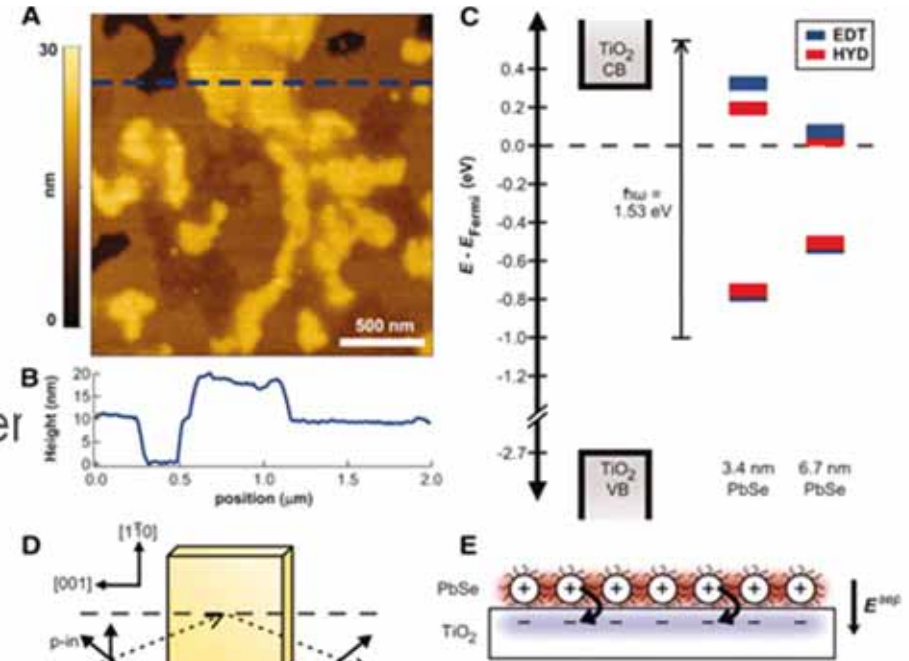 A
30
nm
0
500 nm
B
Height (nm)
20
15
10
5
0
0.0 0.5 1.0 1.5 2.0
position (μm)
er
C
EDT
HYD
E - E_Fermi (eV)
0.4
0.2
0.0
-0.2
-0.4
-0.6
-0.8
-1.0
-1.2
-2.7
TiO₂
CB
ħω =
1.53 eV
TiO₂
VB
3.4 nm
PbSe
6.7 nm
PbSe
D
[11̄0]
[001]
p-in
E
PbSe
+ + + + + + +
TiO₂
− − − − − − −